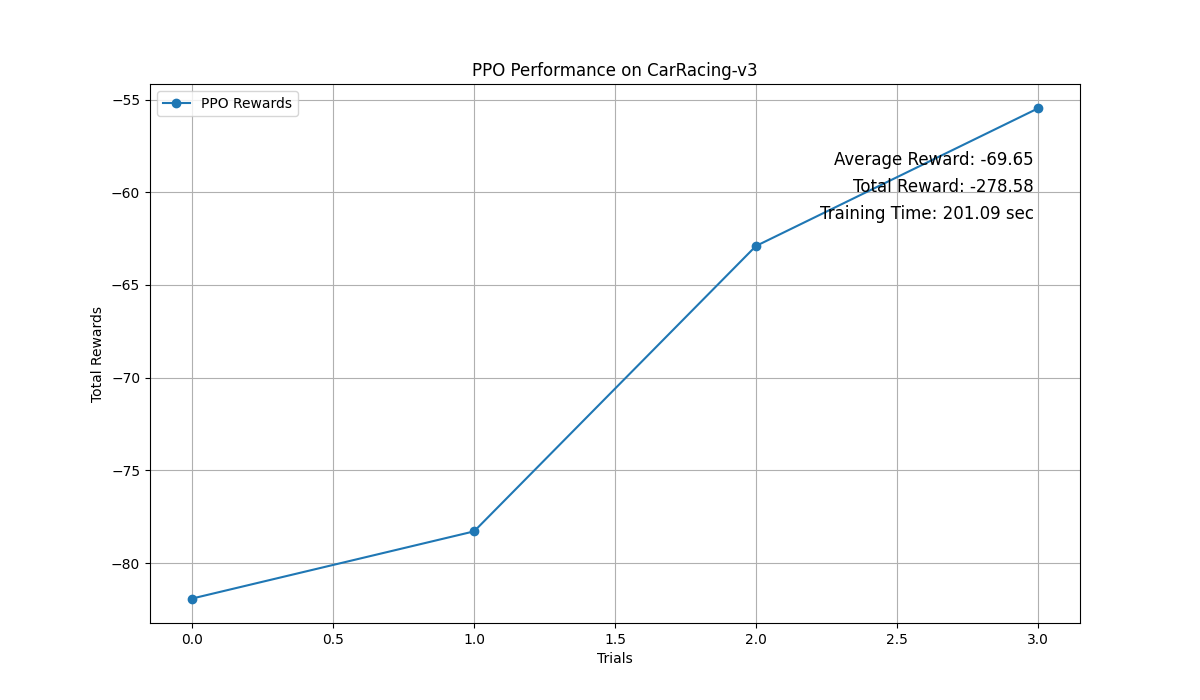 PPO Performance on CarRacing-v3
PPO Rewards
Average Reward: -69.65
Total Reward: -278.58
Training Time: 201.09 sec
Total Rewards
−55
−60
−65
−70
−75
−80
0.0 0.5 1.0 1.5 2.0 2.5 3.0
Trials